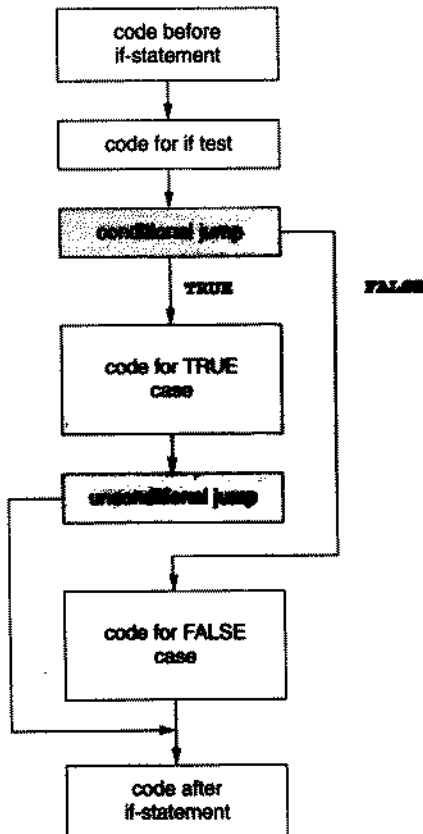 code before
if-statement
code for if test
conditional jump
TRUE
FALSE
code for TRUE
case
unconditional jump
code for FALSE
case
code after
if-statement